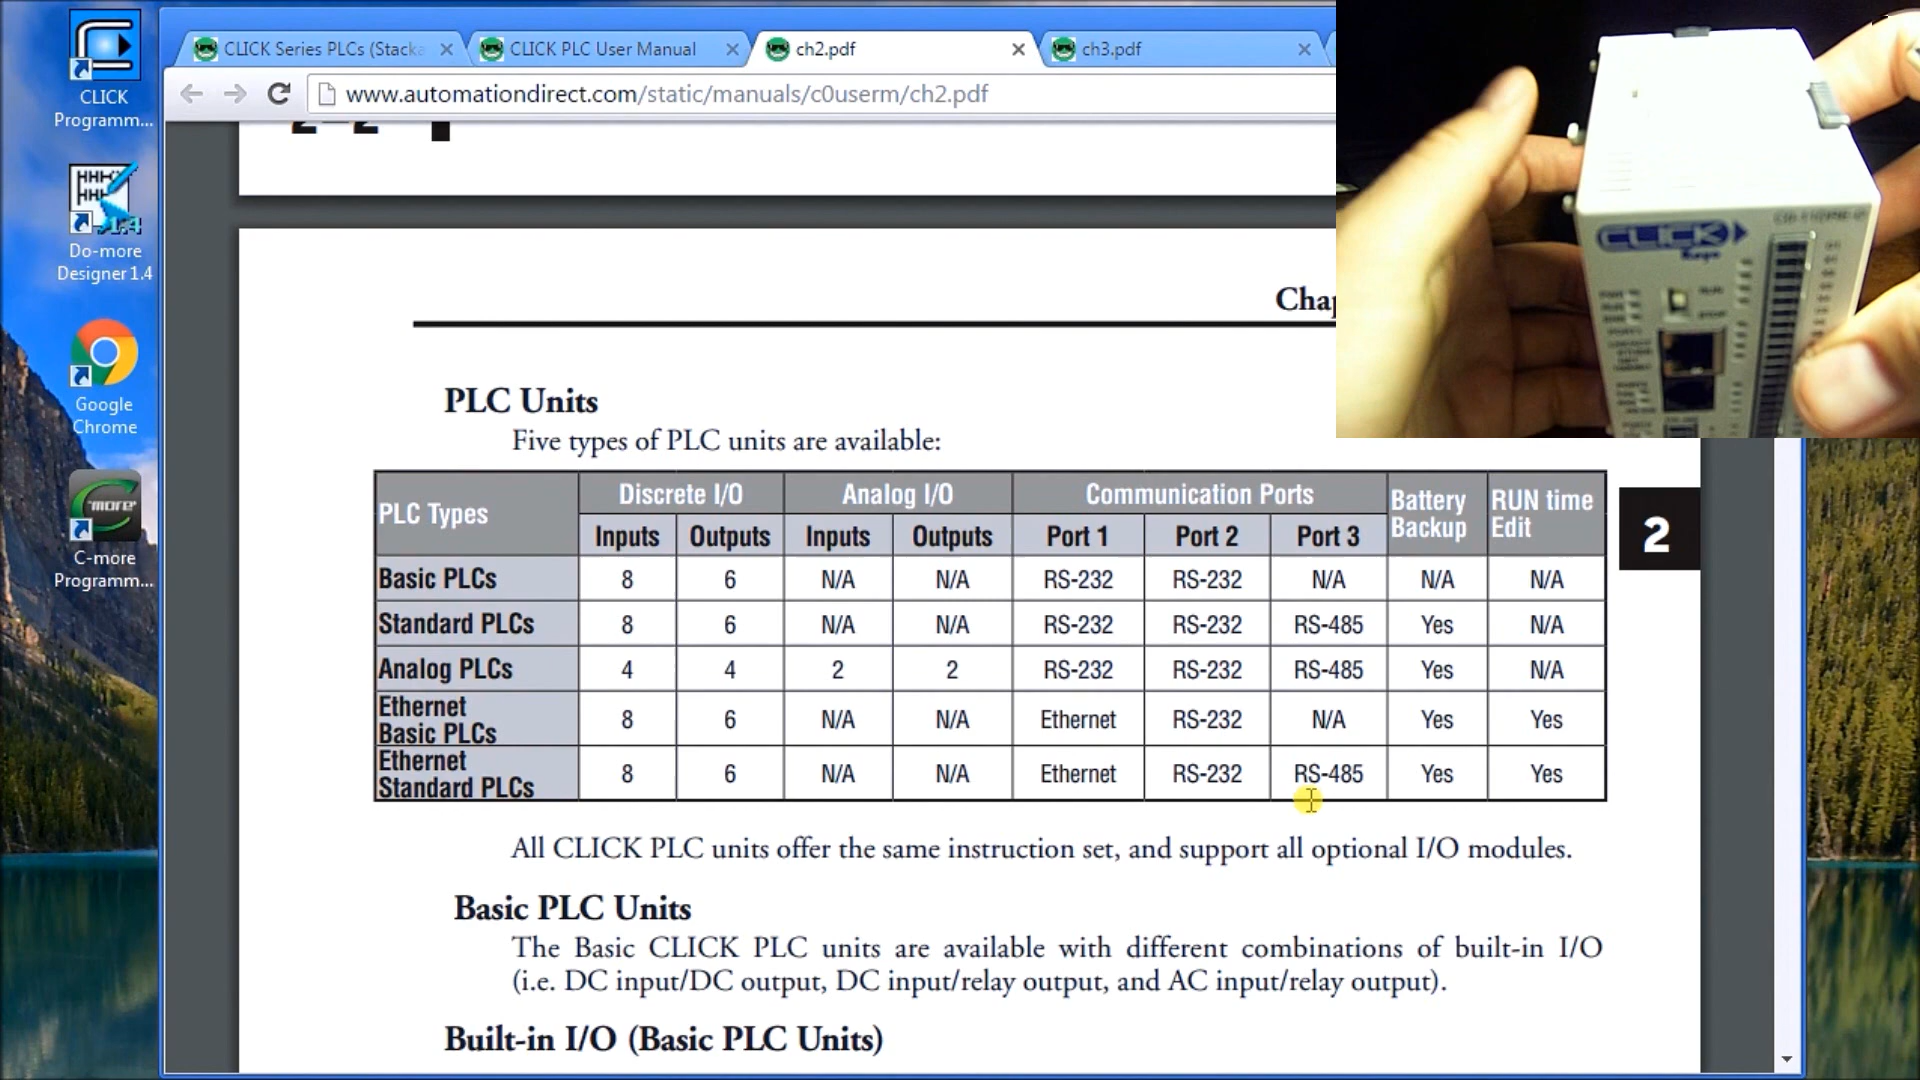 CLICK Programm...
Do-more Designer 1.4
Google Chrome
C-more Programm...
CLICK Series PLCs (Stacka
CLICK PLC User Manual
ch2.pdf
ch3.pdf
www.automationdirect.com/static/manuals/c0userm/ch2.pdf
CLICK
Koyo
RUN
STOP
Chap
PLC Units
Five types of PLC units are available:
PLC Types Discrete I/O Analog I/O Communication Ports Battery Backup RUN time Edit
Inputs Outputs Inputs Outputs Port 1 Port 2 Port 3
Basic PLCs 8 6 N/A N/A RS-232 RS-232 N/A N/A N/A
Standard PLCs 8 6 N/A N/A RS-232 RS-232 RS-485 Yes N/A
Analog PLCs 4 4 2 2 RS-232 RS-232 RS-485 Yes N/A
Ethernet Basic PLCs 8 6 N/A N/A Ethernet RS-232 N/A Yes Yes
Ethernet Standard PLCs 8 6 N/A N/A Ethernet RS-232 RS-485 Yes Yes
2
All CLICK PLC units offer the same instruction set, and support all optional I/O modules.
Basic PLC Units
The Basic CLICK PLC units are available with different combinations of built-in I/O
(i.e. DC input/DC output, DC input/relay output, and AC input/relay output).
Built-in I/O (Basic PLC Units)